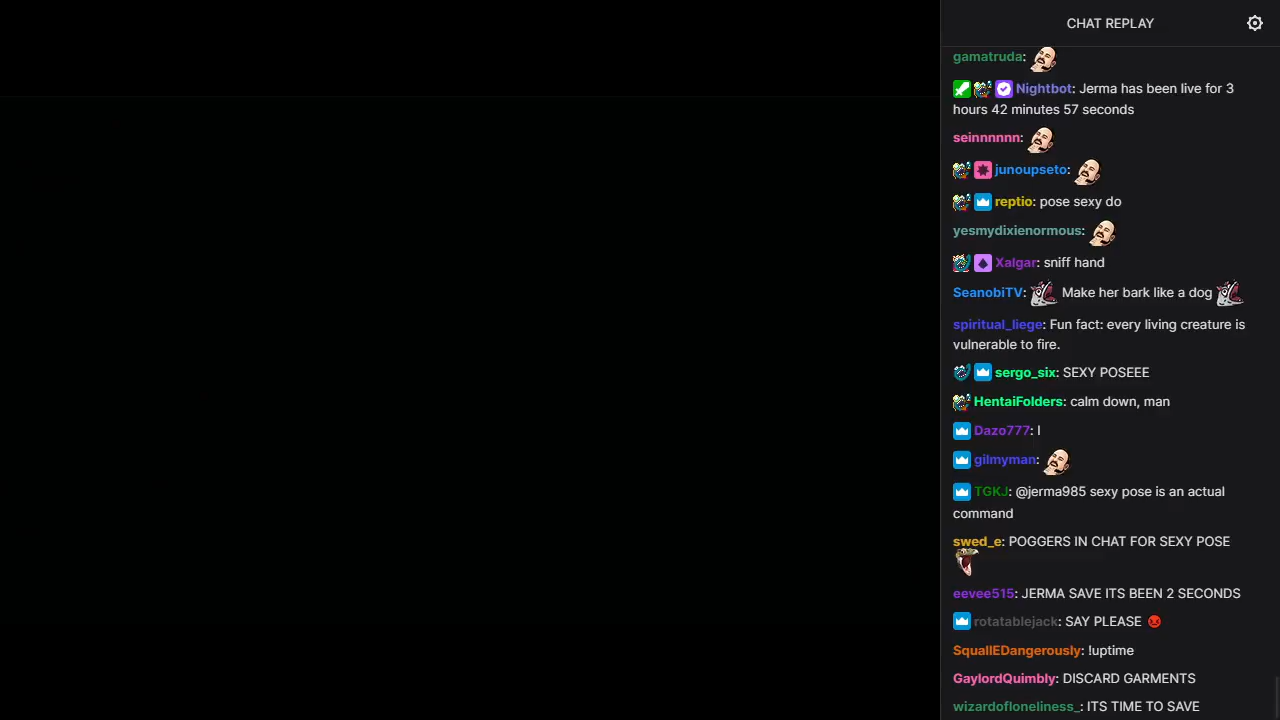 CHAT REPLAY
gamatruda:
Nightbot: Jerma has been live for 3
hours 42 minutes 57 seconds
seinnnnnn:
junoupseto:
reptio: pose sexy do
yesmydixienormous:
Xalgar: sniff hand
SeanobiTV: Make her bark like a dog
spiritual_liege: Fun fact: every living creature is
vulnerable to fire.
sergo_six: SEXY POSEEE
HentaiFolders: calm down, man
Dazo777: I
gilmyman:
TGKJ: @jerma985 sexy pose is an actual
command
swed_e: POGGERS IN CHAT FOR SEXY POSE
eevee515: JERMA SAVE ITS BEEN 2 SECONDS
rotatablejack: SAY PLEASE
SquallEDangerously: !uptime
GaylordQuimbly: DISCARD GARMENTS
wizardofloneliness_: ITS TIME TO SAVE